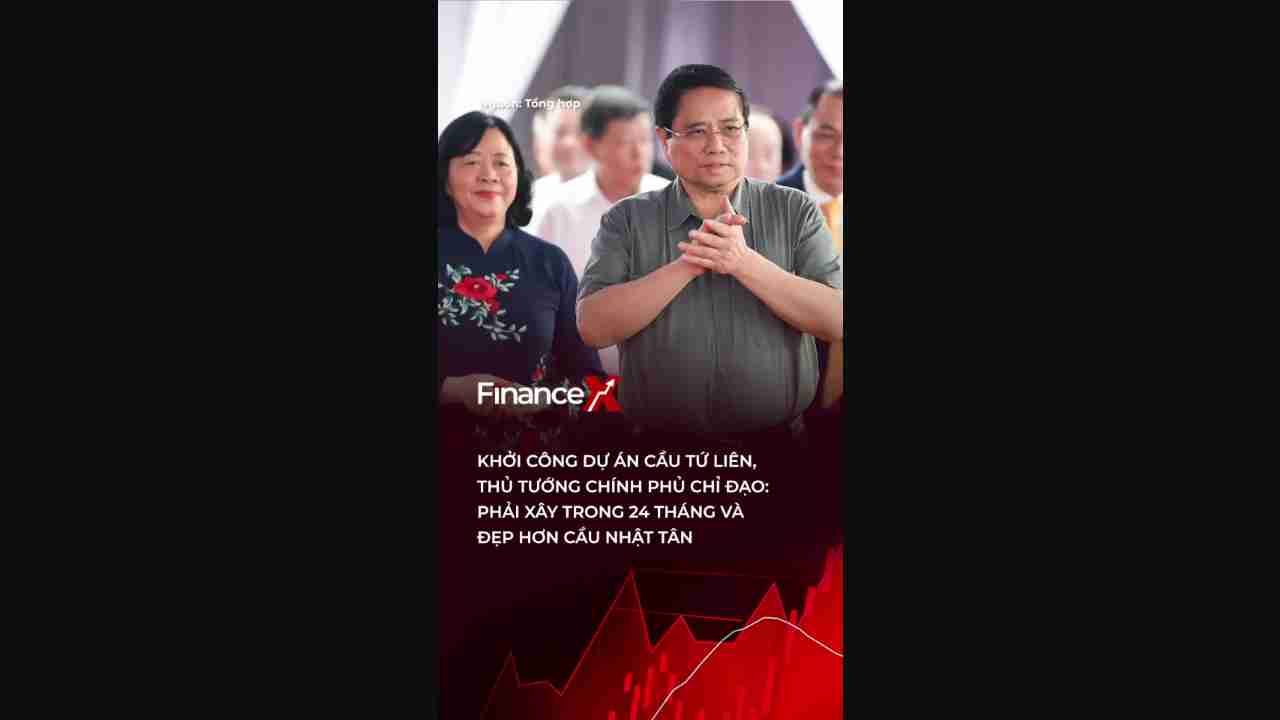 Tổng hợp
FinanceX
KHỞI CÔNG DỰ ÁN CẦU TỨ LIÊN,
THỦ TƯỚNG CHÍNH PHỦ CHỈ ĐẠO:
PHẢI XÂY TRONG 24 THÁNG VÀ
ĐẸP HƠN CẦU NHẬT TÂN